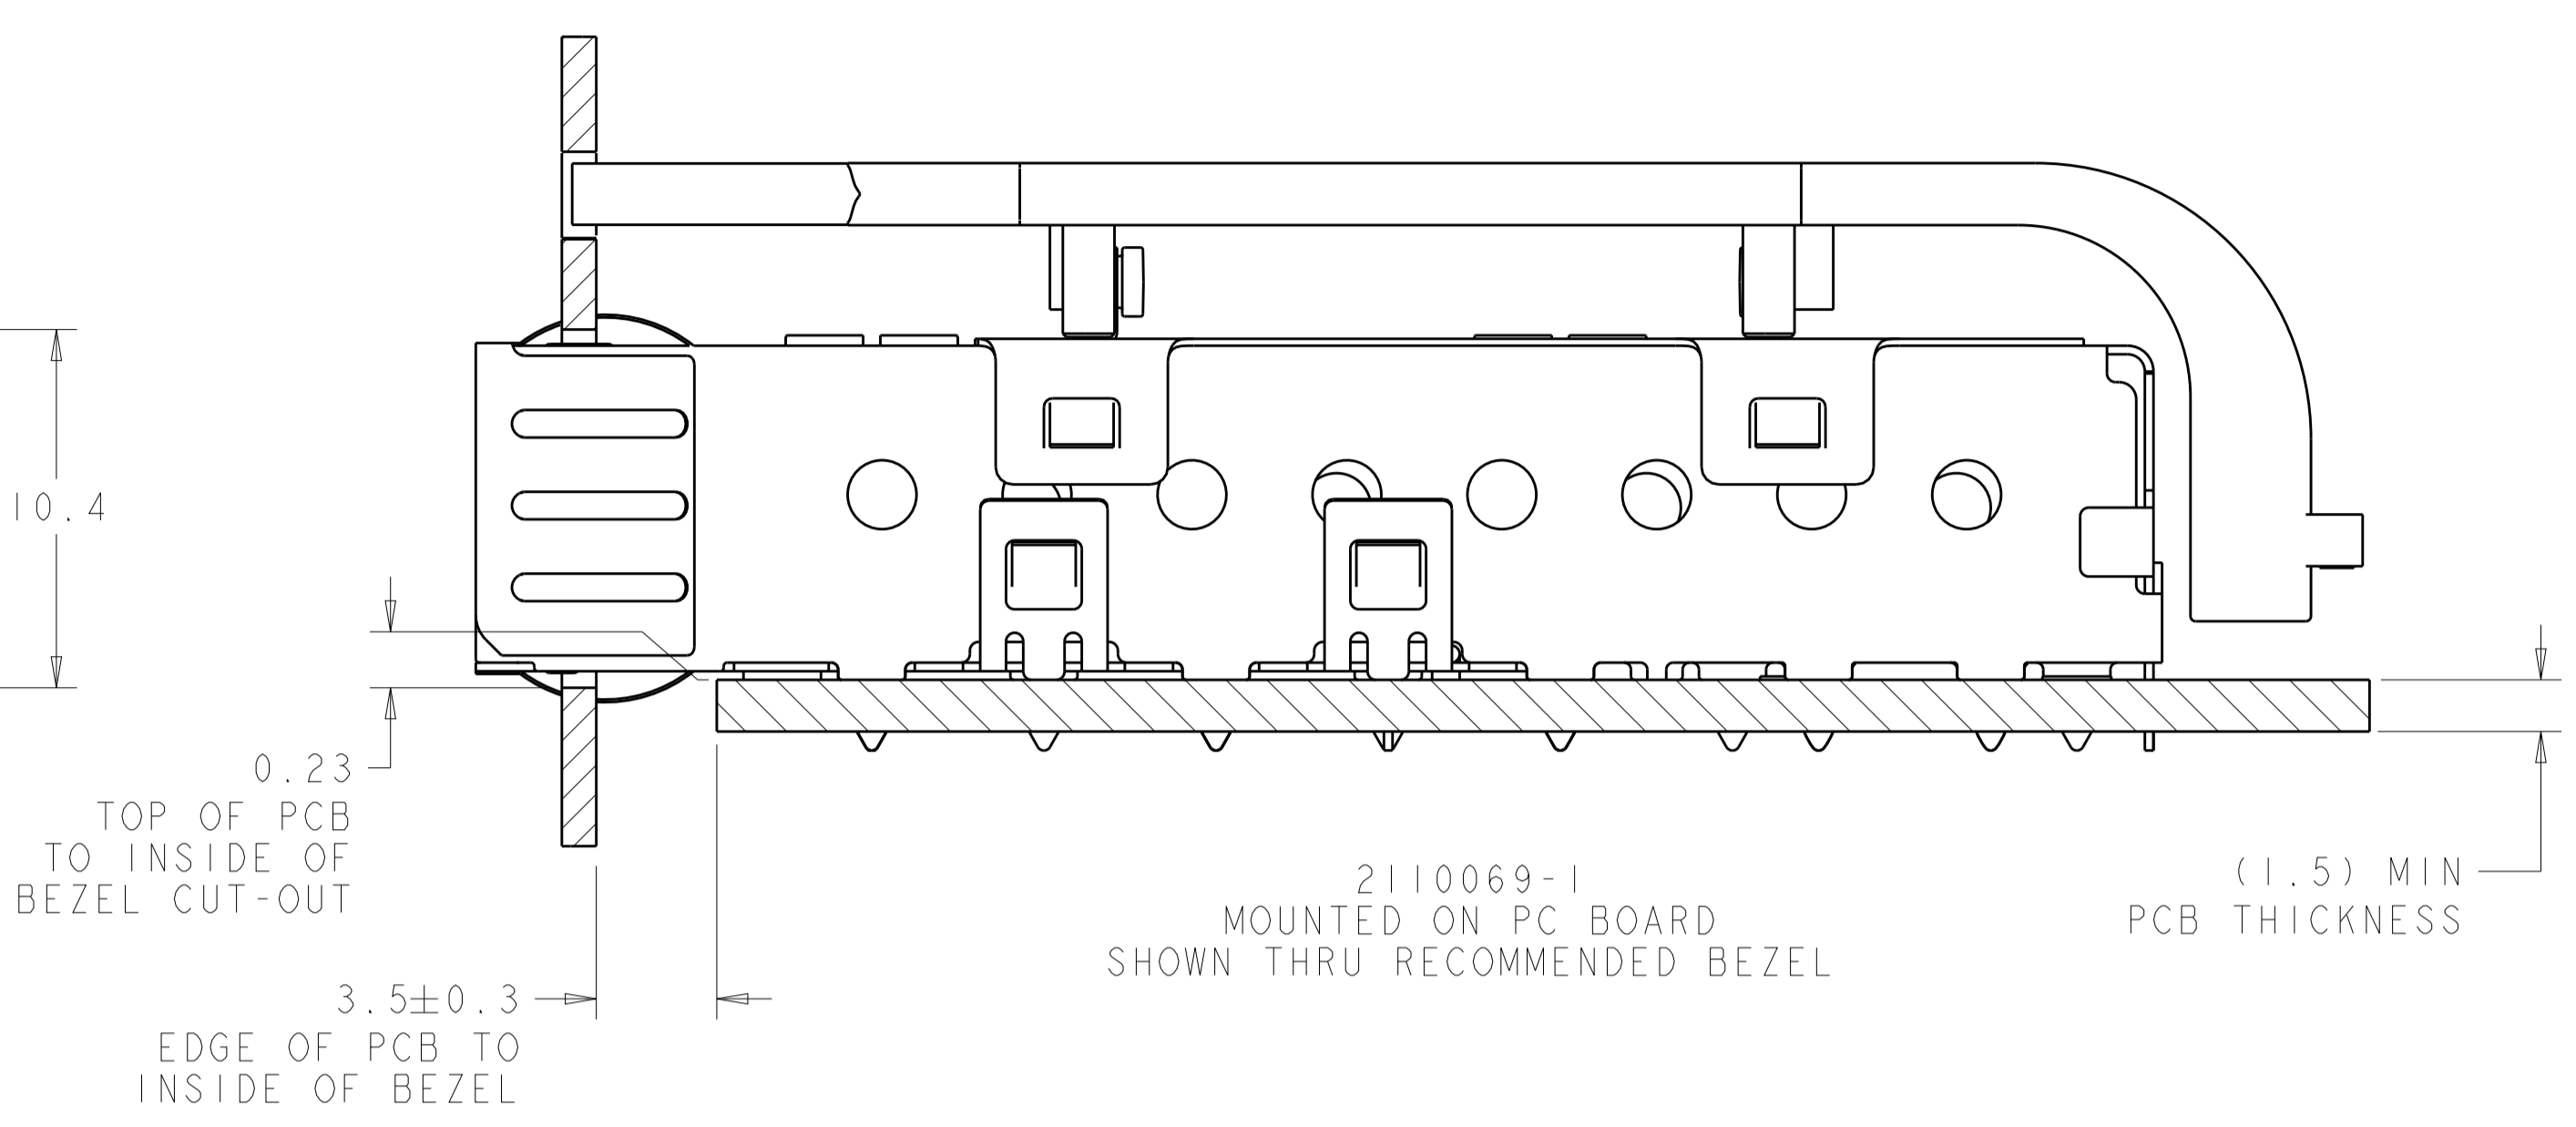 10.4
0.23
TOP OF PCB
TO INSIDE OF
BEZEL CUT-OUT
3.5±0.3
EDGE OF PCB TO
INSIDE OF BEZEL
2110069-1
MOUNTED ON PC BOARD
SHOWN THRU RECOMMENDED BEZEL
(1.5) MIN
PCB THICKNESS